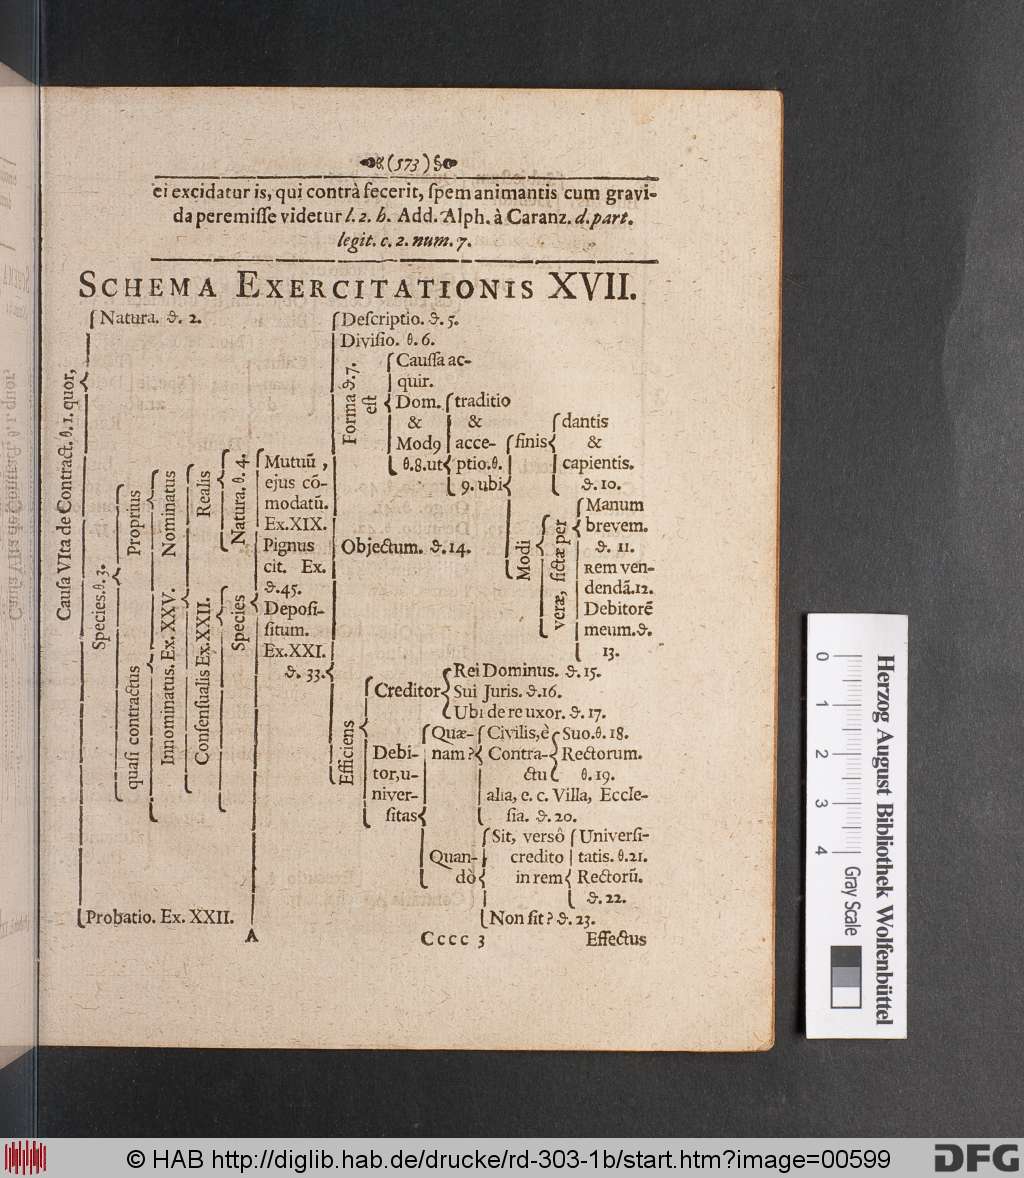 (573)
ei excidatur is, qui contrà fecerit, ſpem animantis cum gravi-
da peremiſſe videtur l. 2. h. Add. Alph. à Caranz. d. part.
legit. c. 2. num. 7.
SCHEMA EXERCITATIONIS XVII.
Cauſa VIta de Contract. θ. 1. quor,
Natura. ϑ. 2.
Species. θ. 3.
Proprius
quaſi contractus
Nominatus
Innominatus. Ex. XXV.
Realis
Conſenſualis Ex. XXII.
Natura. θ. 4.
Species
Mutuū,
ejus cō-
modatū.
Ex. XIX.
Pignus
cit. Ex.
ϑ. 45.
Depoſi-
ſitum.
Ex. XXI.
ϑ. 33.
Deſcriptio. ϑ. 5.
Diviſio. θ. 6.
Forma ϑ. 7.
eſt
Cauſſa ac-
quir.
Dom.
&
Mod9
θ. 8. ut
traditio
&
acce-
ptio. θ.
9. ubi
finis
dantis
&
capientis.
ϑ. 10.
Modi
veræ, fictæ per
Manum
brevem.
ϑ. 11.
Rem ven-
dendā. 12.
Debitorē
meum. ϑ.
13.
Objectum. ϑ. 14.
Efficiens
Creditor
Rei Dominus. ϑ. 15.
Sui Juris. ϑ. 16.
Ubi de re uxor. ϑ. 17.
Debi-
tor, u-
niver-
ſitas
Quæ-
nam?
Civilis, è
Contra-
ctu
Suo. θ. 18.
Rectorum.
θ. 19.
alia, e. c. Villa, Eccle-
ſia. ϑ. 20.
Quan-
dò
Sit, versô
credito
in rem
Univerſi-
tatis. θ. 21.
Rectorū.
ϑ. 22.
Non ſit? ϑ. 23.
Probatio. Ex. XXII.
A
Cccc 3
Effectus
Herzog August Bibliothek Wolfenbüttel
0 1 2 3 4
Gray Scale
© HAB http://diglib.hab.de/drucke/rd-303-1b/start.htm?image=00599
DFG